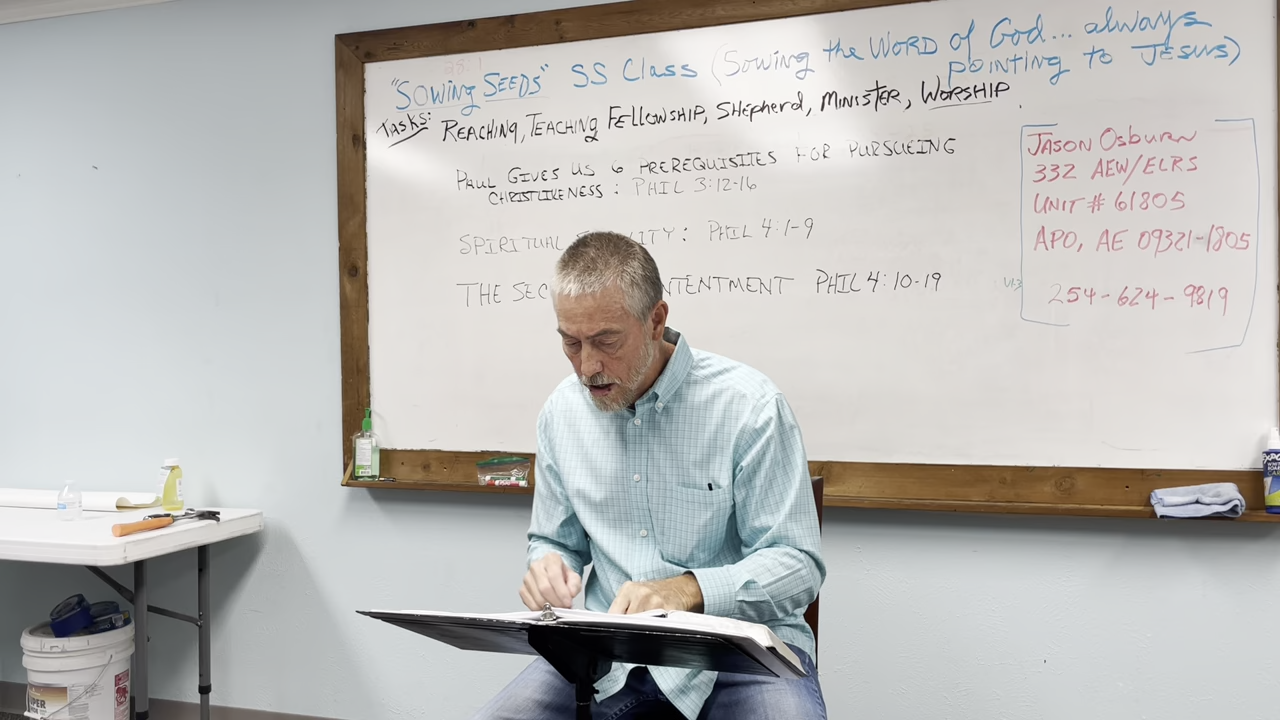 "SOWING SEEDS" SS Class (Sowing the WORD of God... always
pointing to JESUS)
Tasks: REACHING, TEACHING FELLOWSHIP, SHepherd, MINISTER, WORSHIP.
PAUL GIVES US 6 PREREQUISITES FOR PURSUEING
CHRISTLIKENESS: PHIL 3:12-16
SPIRITUAL LITY: PHIL 4:1-9
THE SEC NTENTMENT PHIL 4:10-19
JASON OSBURN
332 AEW/ELRS
UNIT # 61805
APO, AE 09321-1805
254-624-9819